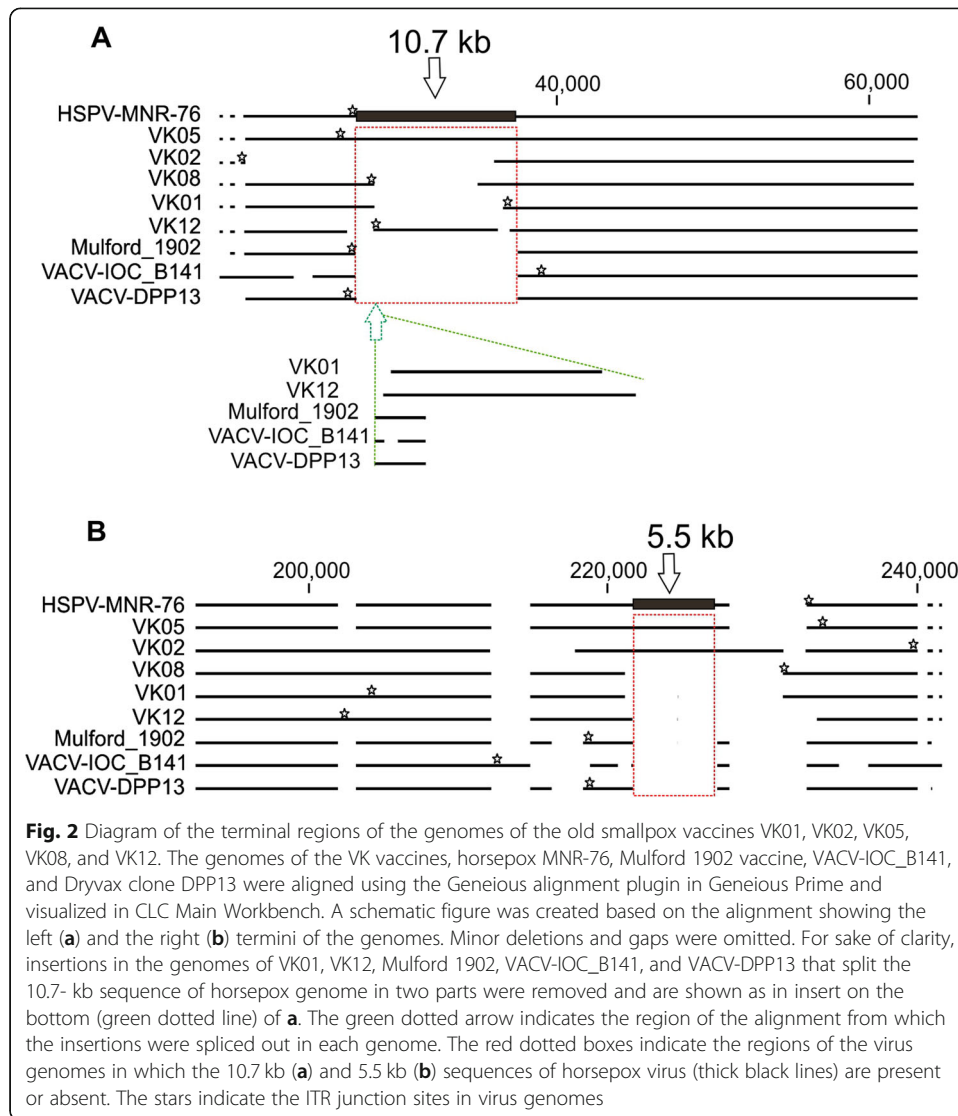 A
10.7 kb
40,000
60,000
HSPV-MNR-76
VK05
VK02
VK08
VK01
VK12
Mulford_1902
VACV-IOC_B141
VACV-DPP13
VK01
VK12
Mulford_1902
VACV-IOC_B141
VACV-DPP13
B
5.5 kb
200,000
220,000
240,000
HSPV-MNR-76
VK05
VK02
VK08
VK01
VK12
Mulford_1902
VACV-IOC_B141
VACV-DPP13
Fig. 2 Diagram of the terminal regions of the genomes of the old smallpox vaccines VK01, VK02, VK05,
VK08, and VK12. The genomes of the VK vaccines, horsepox MNR-76, Mulford 1902 vaccine, VACV-IOC_B141,
and Dryvax clone DPP13 were aligned using the Geneious alignment plugin in Geneious Prime and
visualized in CLC Main Workbench. A schematic figure was created based on the alignment showing the
left (a) and the right (b) termini of the genomes. Minor deletions and gaps were omitted. For sake of clarity,
insertions in the genomes of VK01, VK12, Mulford 1902, VACV-IOC_B141, and VACV-DPP13 that split the
10.7- kb sequence of horsepox genome in two parts were removed and are shown as in insert on the
bottom (green dotted line) of a. The green dotted arrow indicates the region of the alignment from which
the insertions were spliced out in each genome. The red dotted boxes indicate the regions of the virus
genomes in which the 10.7 kb (a) and 5.5 kb (b) sequences of horsepox virus (thick black lines) are present
or absent. The stars indicate the ITR junction sites in virus genomes